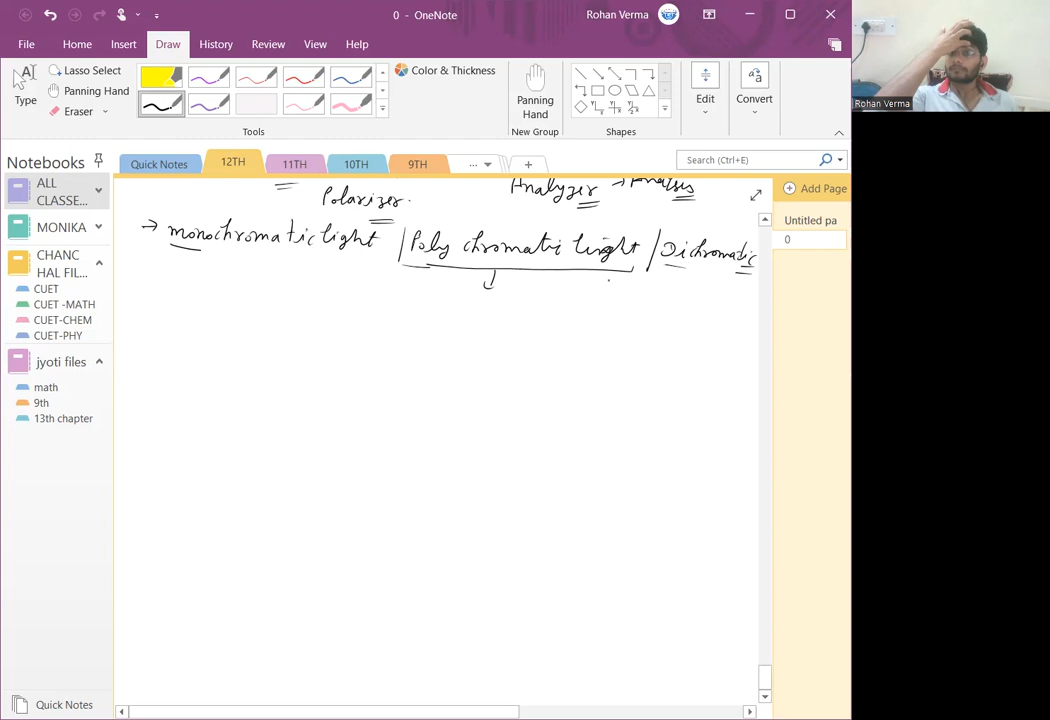 0 - OneNote
Rohan Verma
File Home Insert Draw History Review View Help
Type
Lasso Select
Panning Hand
Eraser
Tools
Color & Thickness
Panning Hand
New Group
Shapes
Edit
Convert
Notebooks
Quick Notes 12TH 11TH 10TH 9TH ...
Search (Ctrl+E)
Add Page
Untitled pa
0
ALL
CLASSE...
MONIKA
CHANC
HAL FIL...
CUET
CUET -MATH
CUET-CHEM
CUET-PHY
jyoti files
math
9th
13th chapter
Quick Notes
Polarizer. Analyzer → Analysis
→ monochromatic light / Poly chromatic light / Dichromatic
Rohan Verma